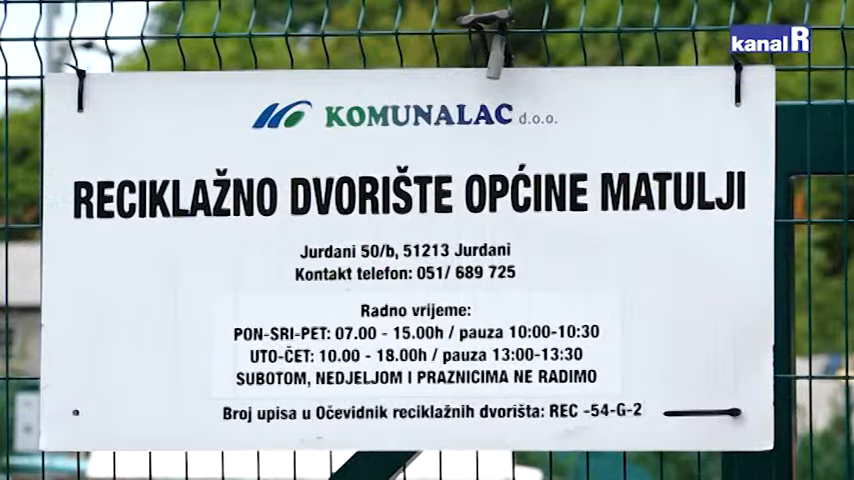 kanal R
KOMUNALAC d.o.o.
RECIKLAŽNO DVORIŠTE OPĆINE MATULJI
Jurdani 50/b, 51213 Jurdani
Kontakt telefon: 051/ 689 725
Radno vrijeme:
PON-SRI-PET: 07.00 - 15.00h / pauza 10:00-10:30
UTO-ČET: 10.00 - 18.00h / pauza 13:00-13:30
SUBOTOM, NEDJELJOM I PRAZNICIMA NE RADIMO
Broj upisa u Očevidnik reciklažnih dvorišta: REC -54-G-2